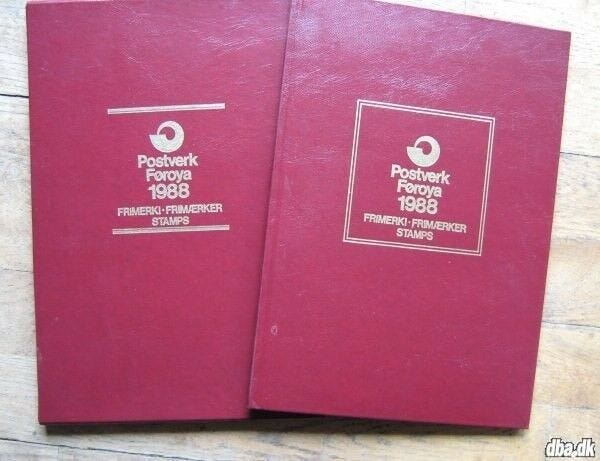 Postverk
Føroya
1988
FRIMERKI · FRIMÆRKER
STAMPS
Postverk
Føroya
1988
FRIMERKI · FRIMÆRKER
STAMPS
dba.dk